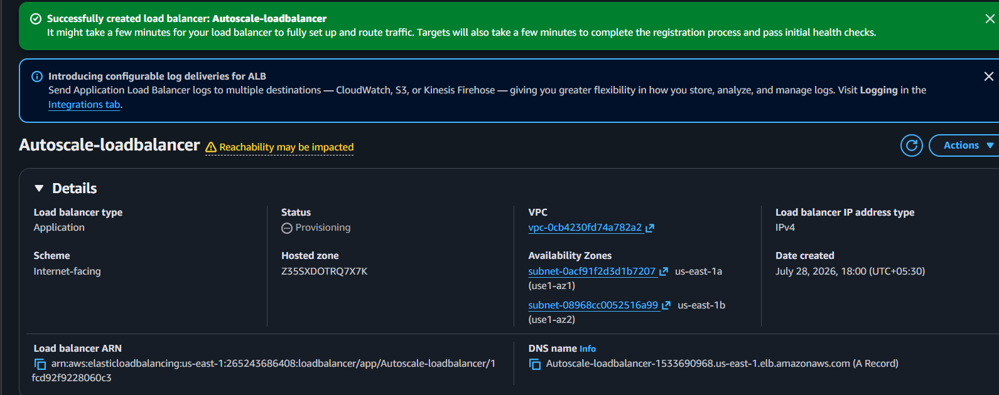 Successfully created load balancer: Autoscale-loadbalancer
It might take a few minutes for your load balancer to fully set up and route traffic. Targets will also take a few minutes to complete the registration process and pass initial health checks.
Introducing configurable log deliveries for ALB
Send Application Load Balancer logs to multiple destinations — CloudWatch, S3, or Kinesis Firehose — giving you greater flexibility in how you store, analyze, and manage logs. Visit Logging in the
Integrations tab.
Autoscale-loadbalancer Reachability may be impacted
Actions
Details
Load balancer type
Application
Status
Provisioning
VPC
vpc-0cb4230fd74a782a2
Load balancer IP address type
IPv4
Scheme
Internet-facing
Hosted zone
Z35SXDOTRQ7X7K
Availability Zones
subnet-0acf91f2d3d1b7207 us-east-1a
(use1-az1)
subnet-08968cc0052516a99 us-east-1b
(use1-az2)
Date created
July 28, 2026, 18:00 (UTC+05:30)
Load balancer ARN
arn:aws:elasticloadbalancing:us-east-1:265243686408:loadbalancer/app/Autoscale-loadbalancer/1
fcd92f9228060c3
DNS name Info
Autoscale-loadbalancer-1533690968.us-east-1.elb.amazonaws.com (A Record)